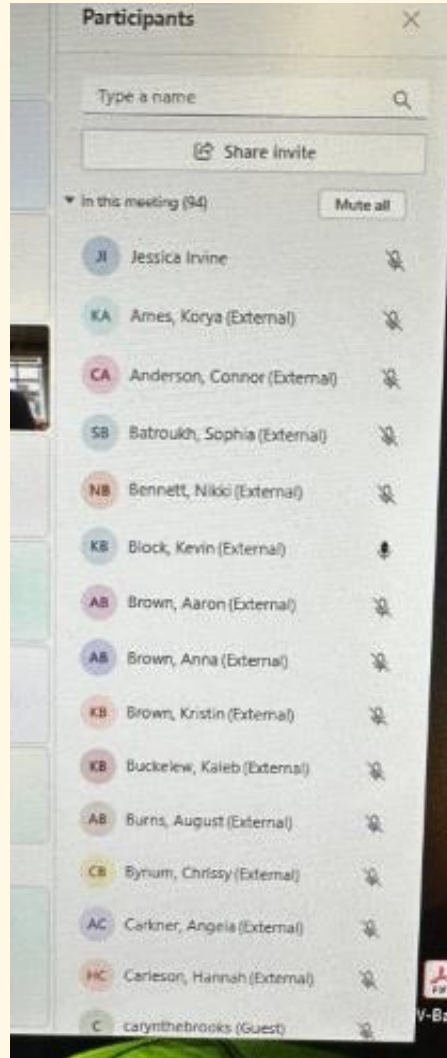 Participants
Type a name
Share invite
In this meeting (94)
Mute all
JI Jessica Irvine
KA Ames, Korya (External)
CA Anderson, Connor (External)
SB Batroukh, Sophia (External)
NB Bennett, Nikki (External)
KB Block, Kevin (External)
AB Brown, Aaron (External)
AB Brown, Anna (External)
KB Brown, Kristin (External)
KB Buckelew, Kaleb (External)
AB Burns, August (External)
CB Bynum, Chrissy (External)
AC Carkner, Angela (External)
HC Carleson, Hannah (External)
C carynthebrooks (Guest)